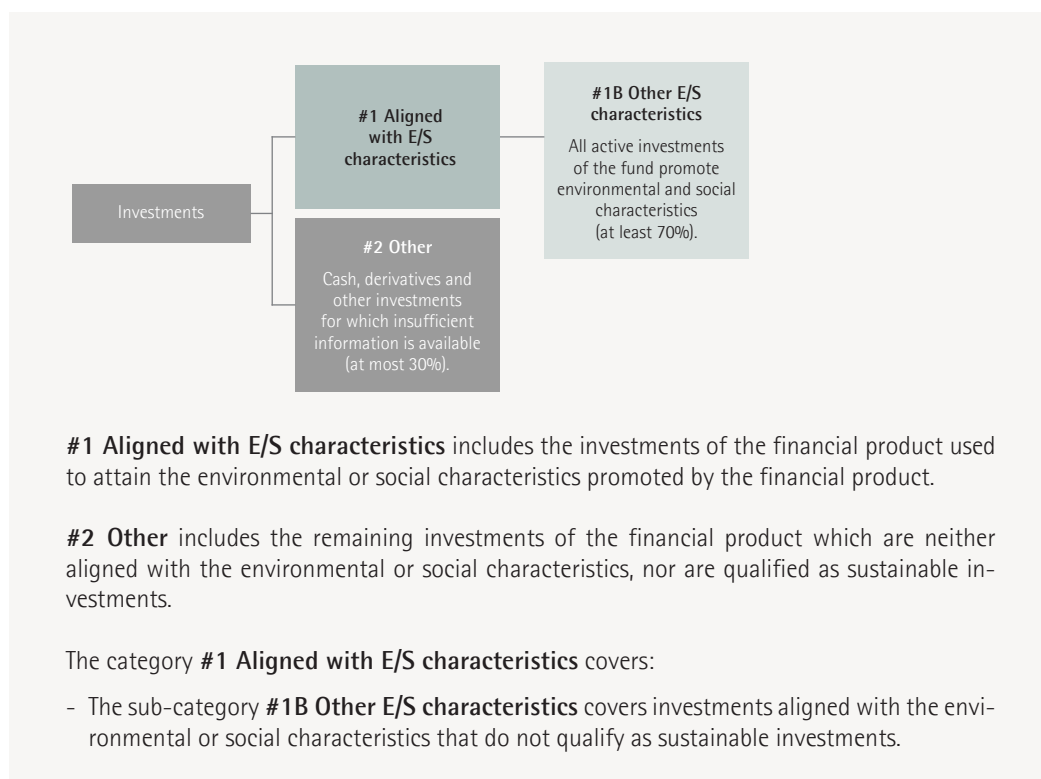 #1 Aligned
with E/S
characteristics
#1B Other E/S
characteristics
All active investments
of the fund promote
environmental and social
characteristics
(at least 70%).
Investments
#2 Other
Cash, derivatives and
other investments
for which insufficient
information is available
(at most 30%).
#1 Aligned with E/S characteristics includes the investments of the financial product used
to attain the environmental or social characteristics promoted by the financial product.
#2 Other includes the remaining investments of the financial product which are neither
aligned with the environmental or social characteristics, nor are qualified as sustainable in-
vestments.
The category #1 Aligned with E/S characteristics covers:
- The sub-category #1B Other E/S characteristics covers investments aligned with the envi-
ronmental or social characteristics that do not qualify as sustainable investments.